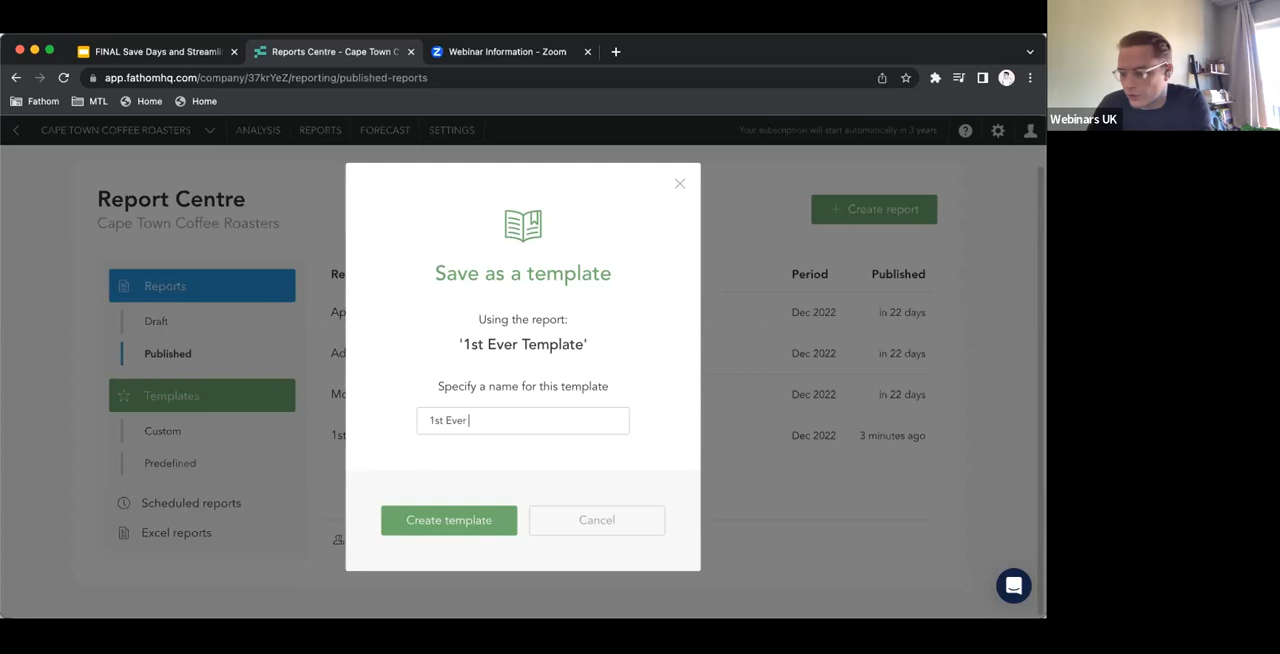 FINAL Save Days and Streamli
Reports Centre - Cape Town C
Webinar Information - Zoom
app.fathomhq.com/company/37krYeZ/reporting/published-reports
Fathom
MTL
Home
Home
CAPE TOWN COFFEE ROASTERS
ANALYSIS
REPORTS
FORECAST
SETTINGS
Your subscription will start automatically in 3 years
Webinars UK
Report Centre
Cape Town Coffee Roasters
+ Create report
Reports
Draft
Published
Templates
Custom
Predefined
Scheduled reports
Excel reports
Re
Period
Published
Ap
Dec 2022
in 22 days
Ad
Dec 2022
in 22 days
Mo
Dec 2022
in 22 days
1st
Dec 2022
3 minutes ago
Save as a template
Using the report:
'1st Ever Template'
Specify a name for this template
1st Ever
Create template
Cancel